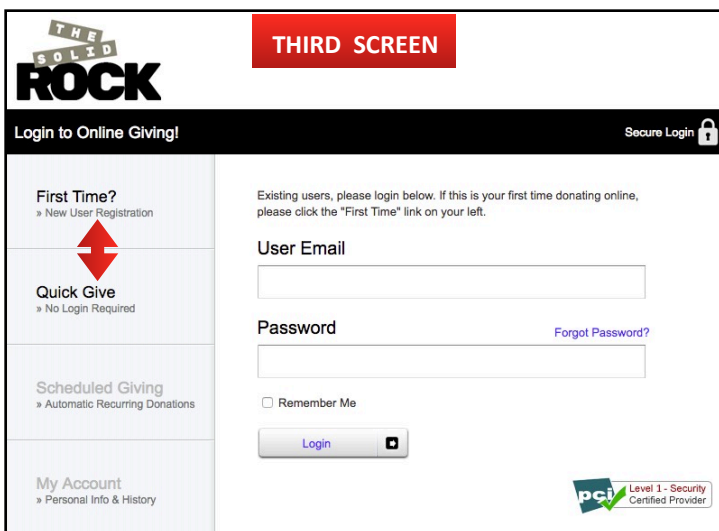 THE
SOLID
ROCK
THIRD SCREEN
Login to Online Giving!
Secure Login
First Time?
» New User Registration
Quick Give
» No Login Required
Scheduled Giving
» Automatic Recurring Donations
My Account
» Personal Info & History
Existing users, please login below. If this is your first time donating online,
please click the "First Time" link on your left.
User Email
Password
Forgot Password?
Remember Me
Login
pci
Level 1 - Security
Certified Provider